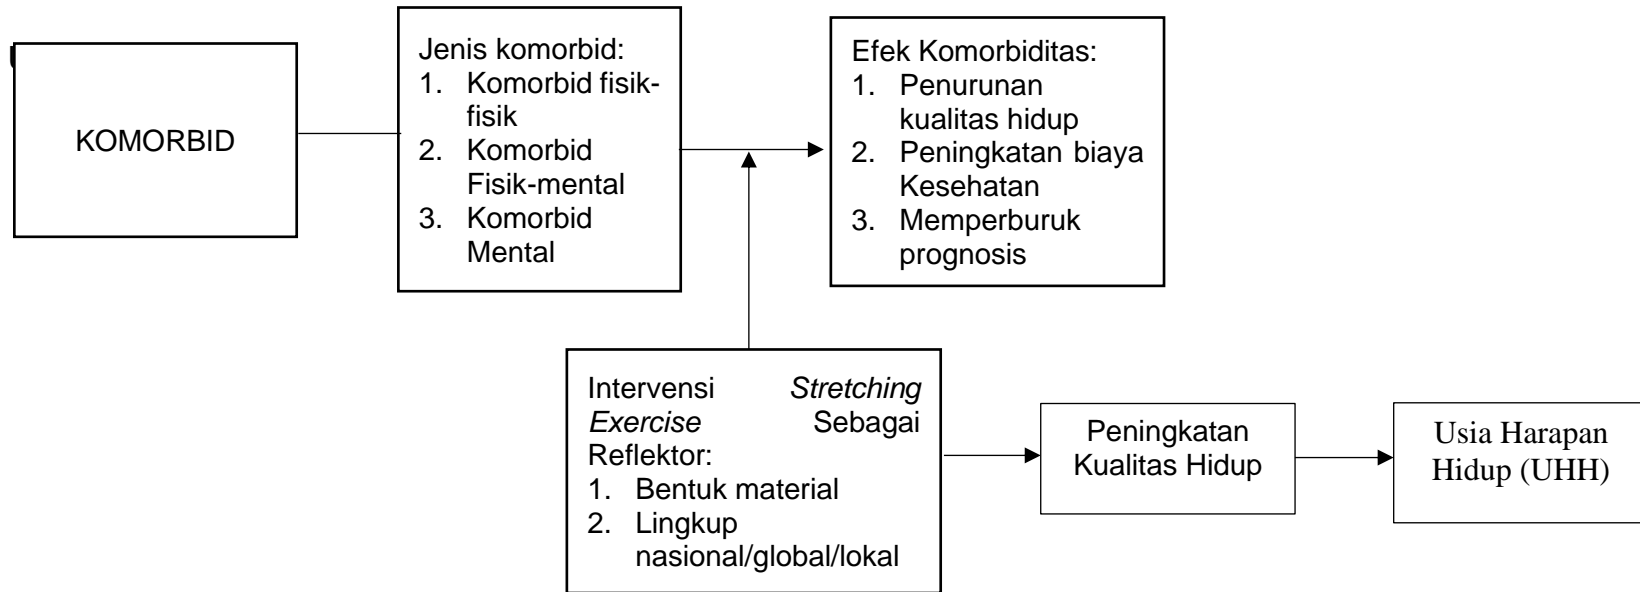 KOMORBID
Jenis komorbid:
1. Komorbid fisik-
fisik
2. Komorbid
Fisik-mental
3. Komorbid
Mental
Efek Komorbiditas:
1. Penurunan
kualitas hidup
2. Peningkatan biaya
Kesehatan
3. Memperburuk
prognosis
Intervensi Stretching
Exercise Sebagai
Reflektor:
1. Bentuk material
2. Lingkup
nasional/global/lokal
Peningkatan
Kualitas Hidup
Usia Harapan
Hidup (UHH)